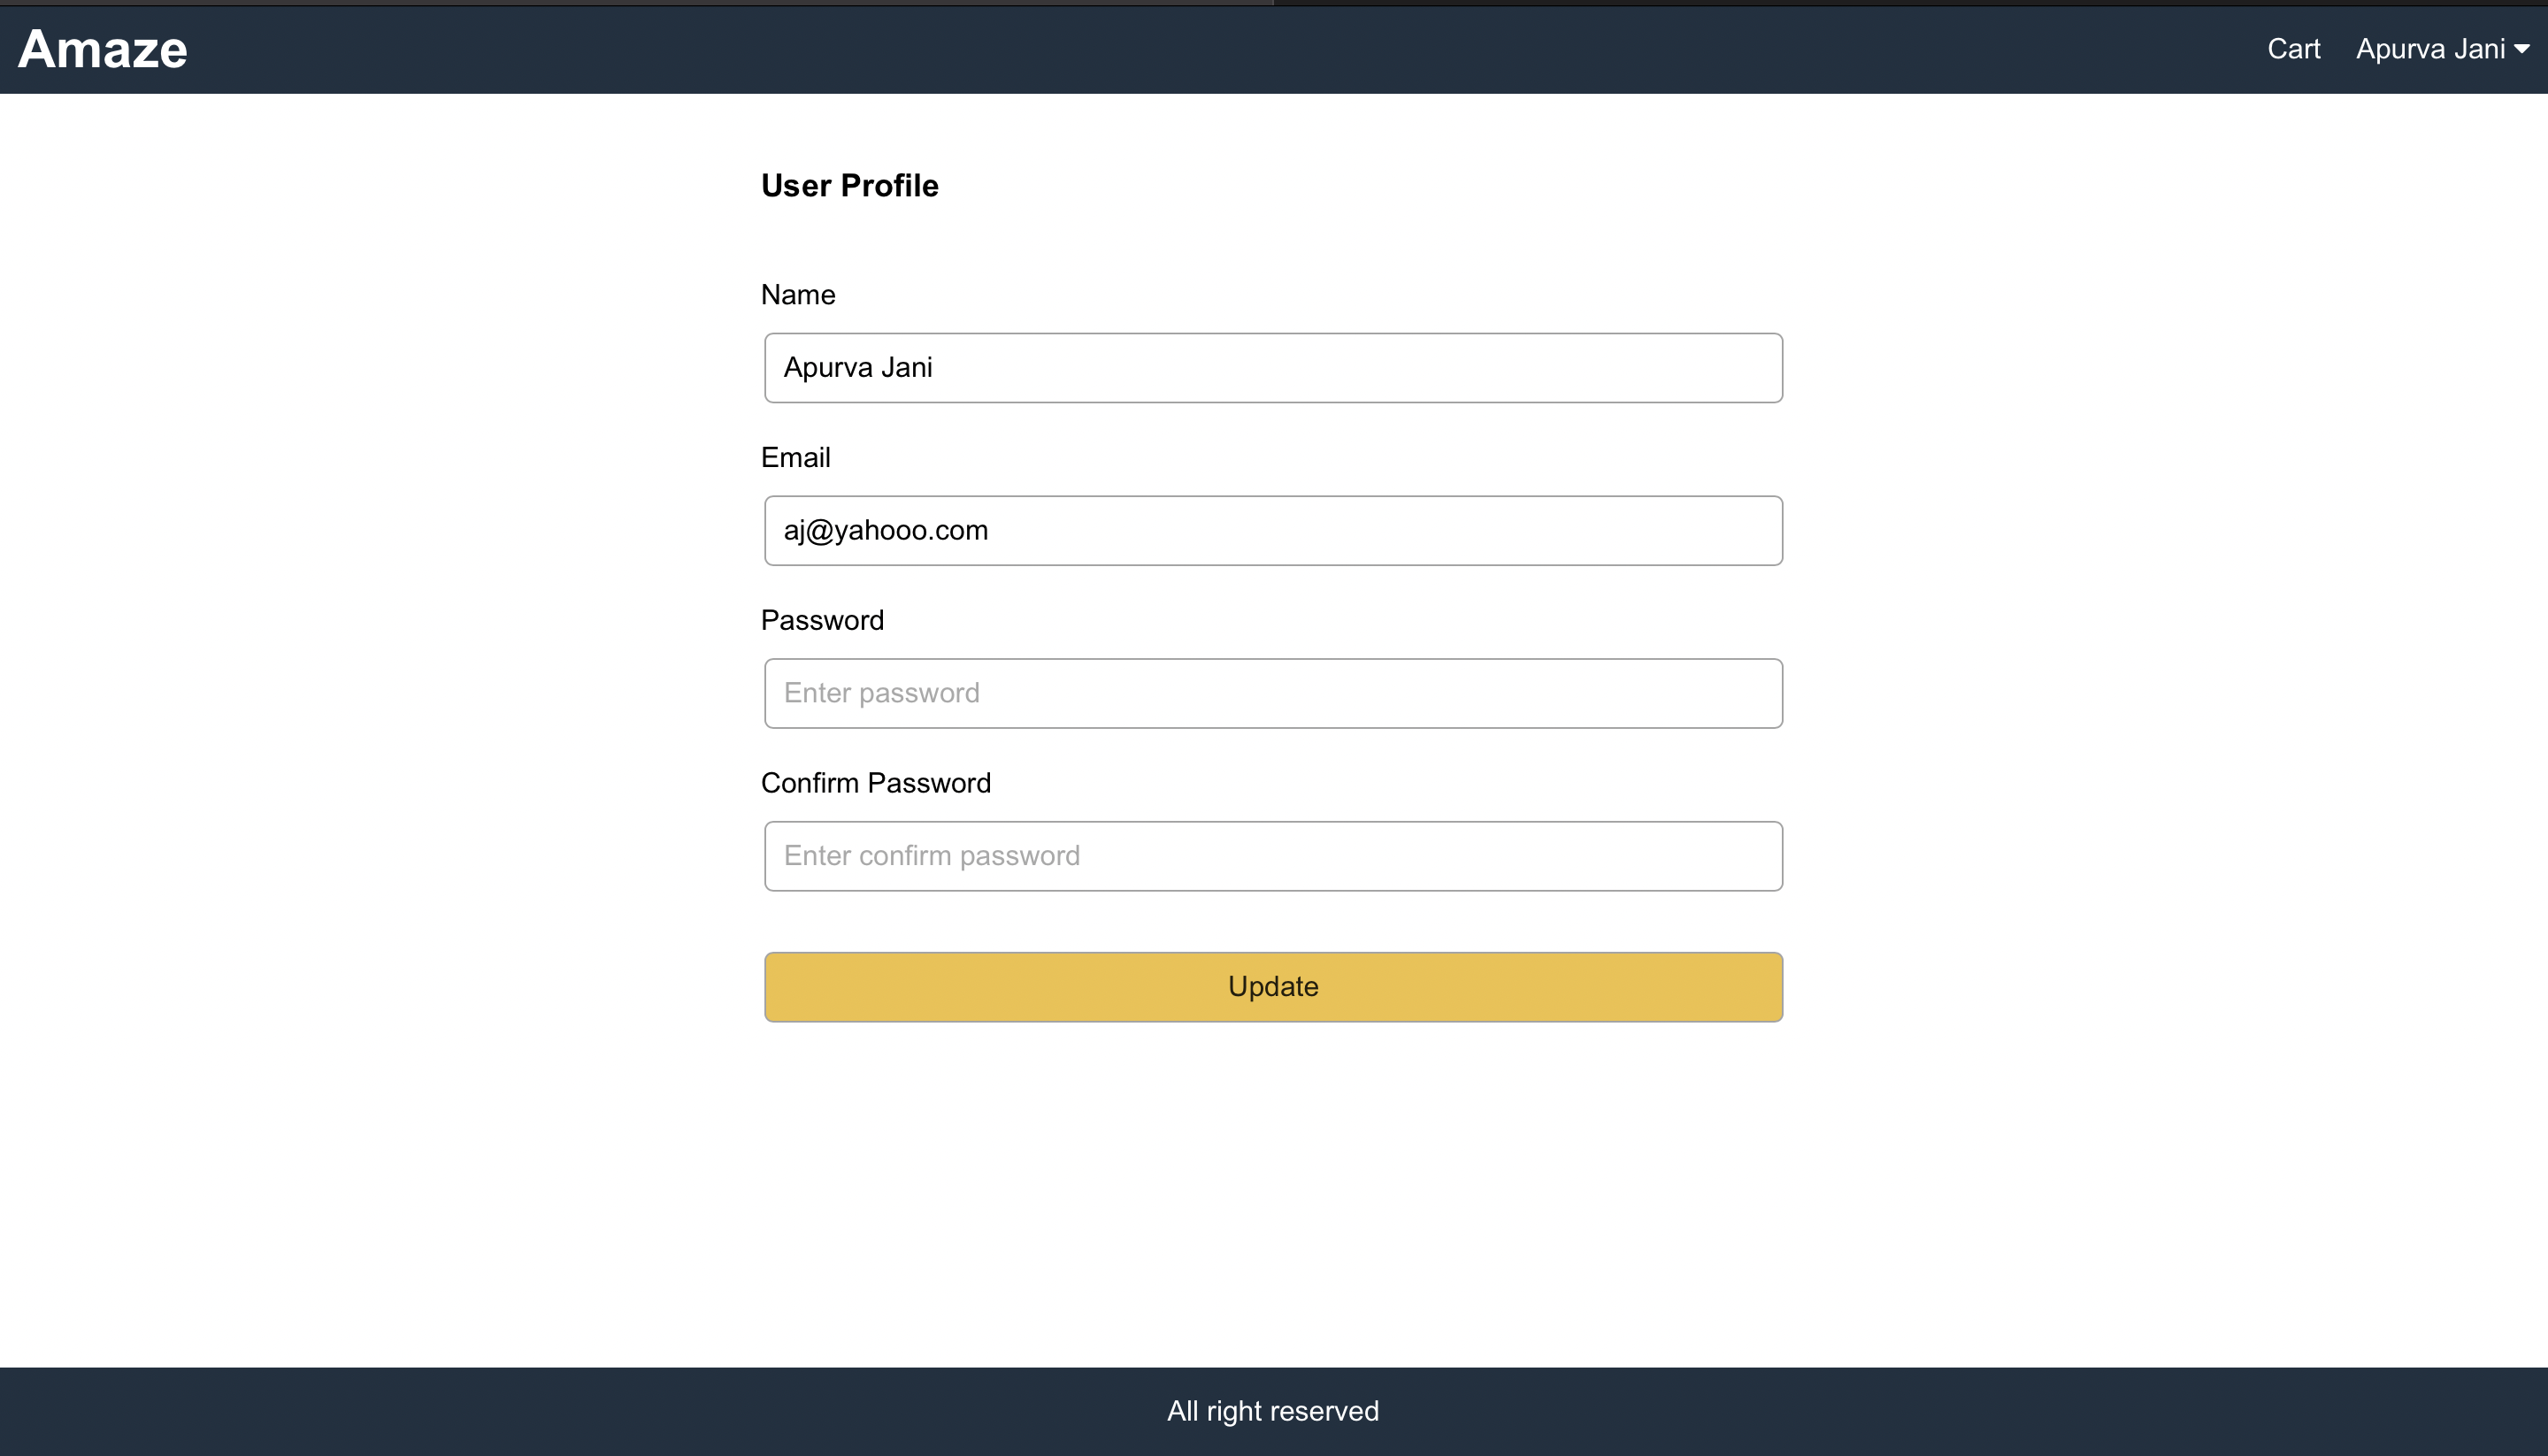 Amaze
Cart Apurva Jani
User Profile
Name
Apurva Jani
Email
aj@yahooo.com
Password
Enter password
Confirm Password
Enter confirm password
Update
All right reserved